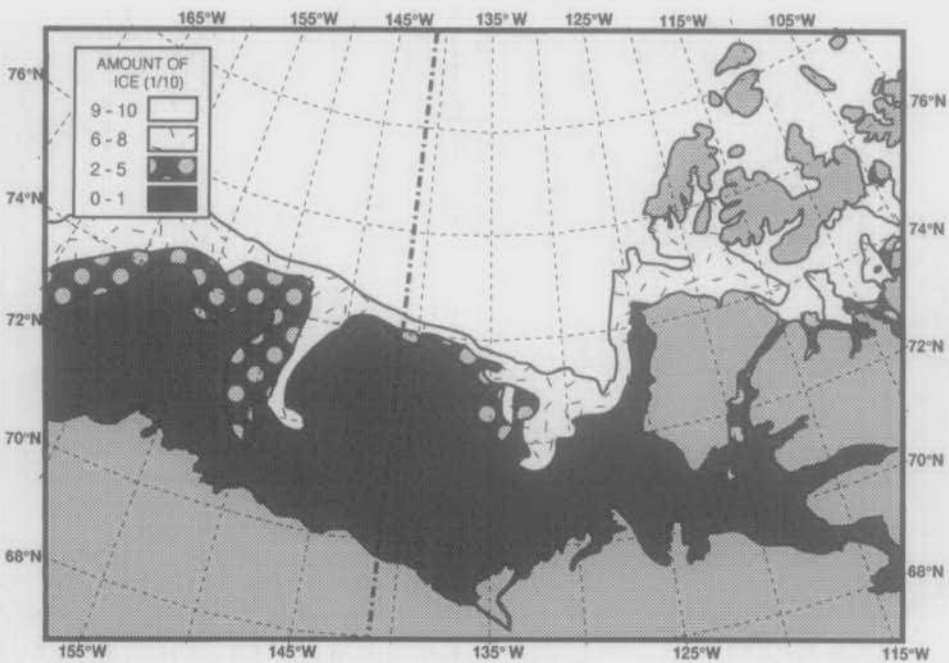 165°W 155°W 145°W 135°W 125°W 115°W 105°W
76°N
AMOUNT OF
ICE (1/10)
9 - 10
6 - 8
2 - 5
0 - 1
76°N
74°N
74°N
72°N
72°N
70°N
70°N
68°N
68°N
155°W 145°W 135°W 125°W 115°W